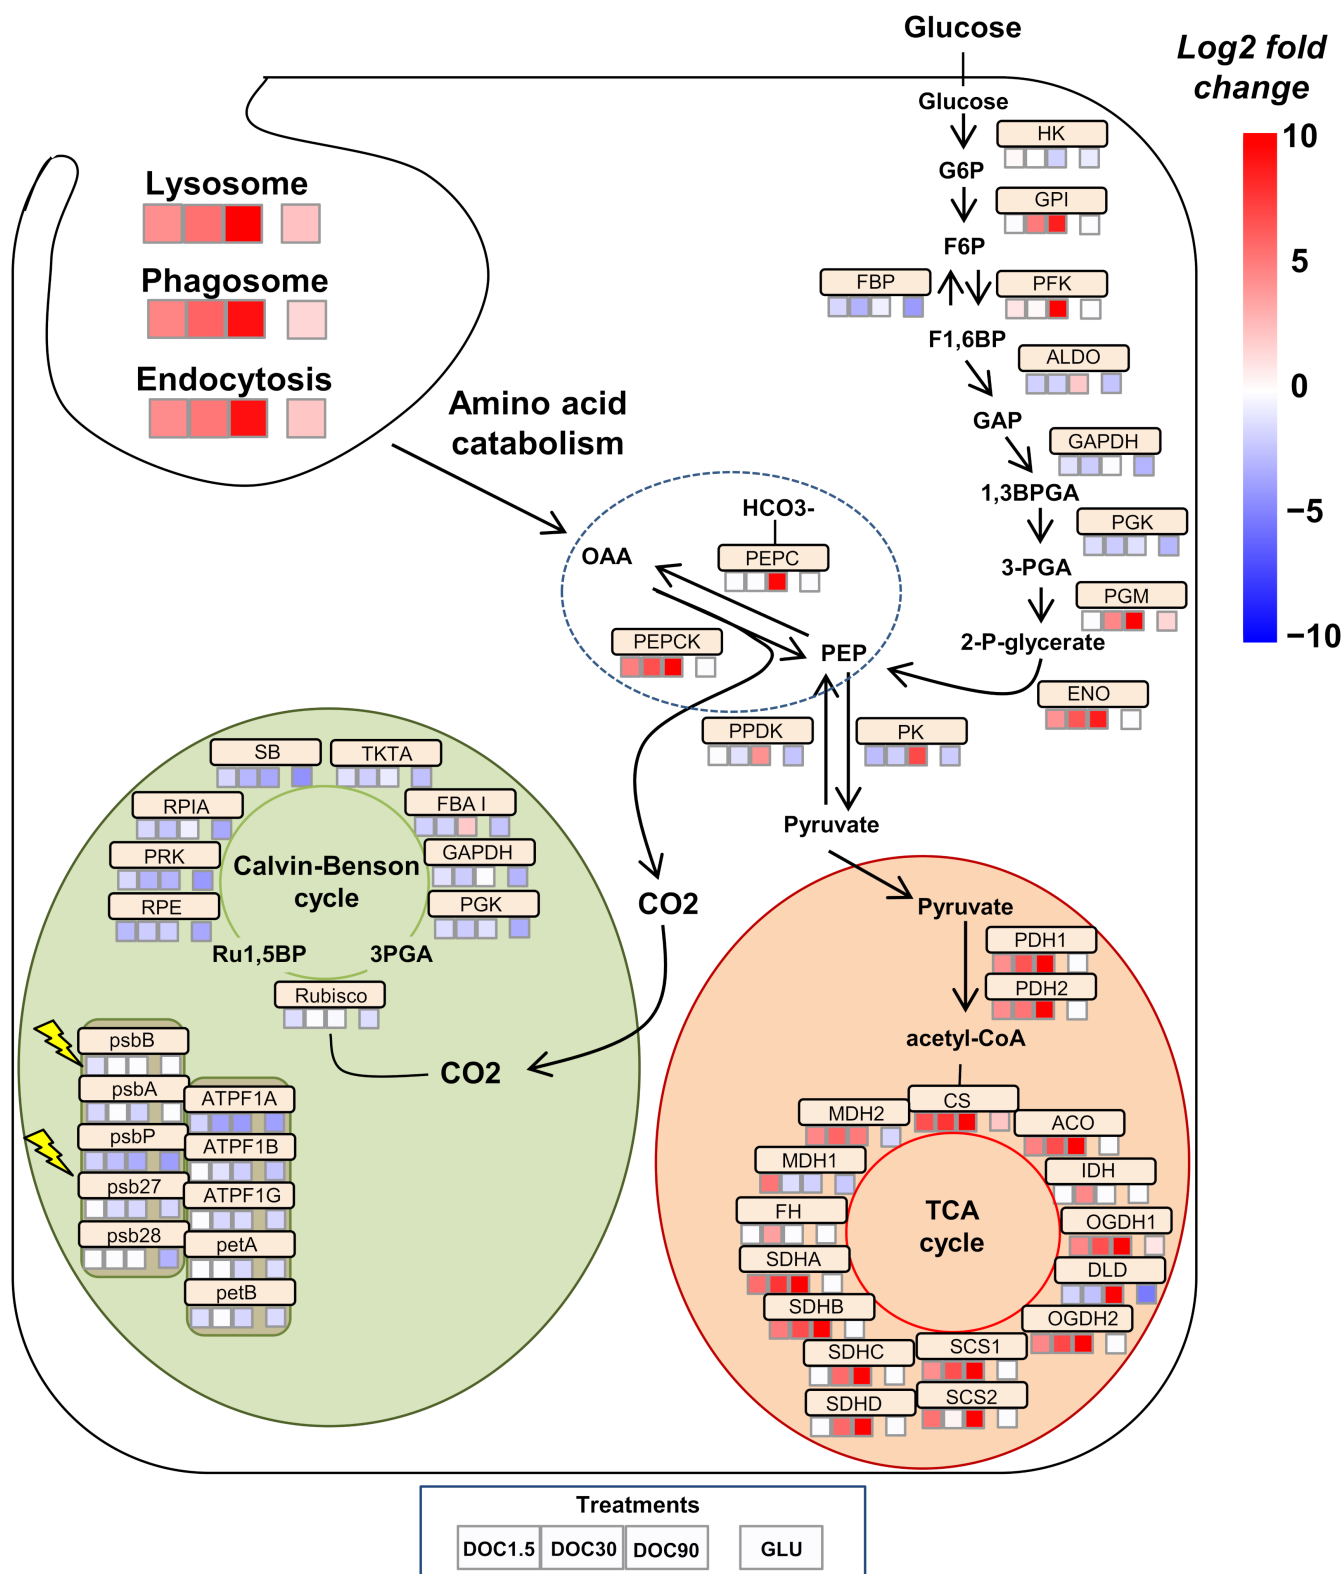 Glucose
Log2 fold
change
Glucose
HK
G6P
GPI
F6P
FBP
PFK
F1,6BP
ALDO
GAP
GAPDH
1,3BPGA
PGK
3-PGA
PGM
2-P-glycerate
ENO
10
5
0
−5
−10
Lysosome
Phagosome
Endocytosis
Amino acid
catabolism
HCO3-
OAA
PEPC
PEPCK
PEP
PPDK
PK
Pyruvate
SB
TKTA
RPIA
FBA I
PRK
GAPDH
RPE
PGK
Calvin-Benson
cycle
Ru1,5BP
3PGA
Rubisco
CO2
CO2
psbB
psbA
psbP
psb27
psb28
ATPF1A
ATPF1B
ATPF1G
petA
petB
Pyruvate
PDH1
PDH2
acetyl-CoA
CS
MDH2
ACO
MDH1
IDH
FH
OGDH1
SDHA
DLD
SDHB
OGDH2
SDHC
SCS1
SDHD
SCS2
TCA
cycle
Treatments
DOC1.5 DOC30 DOC90 GLU